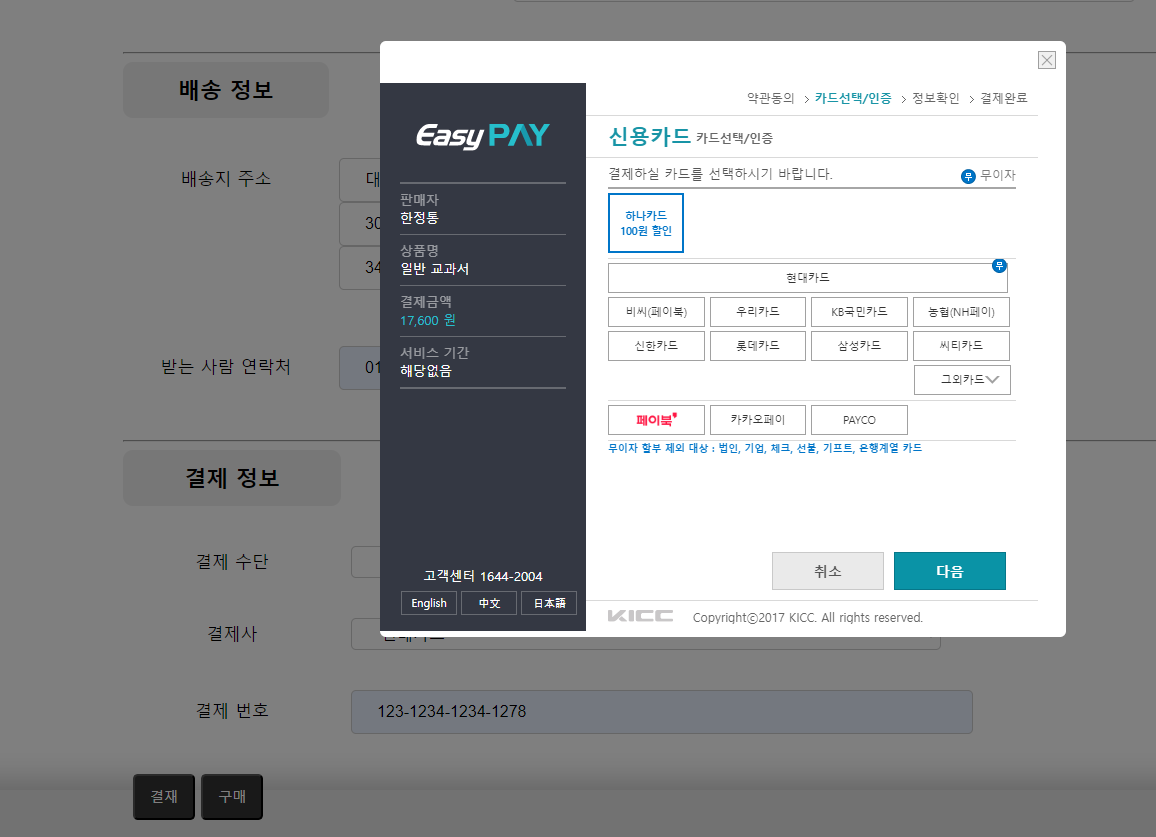 배송 정보
배송지 주소
대
30
34
받는 사람 연락처
01
결제 정보
결제 수단
결제사
결제 번호
123-1234-1234-1278
결재
구매
Easy PAY
판매자
한정통
상품명
일반 교과서
결제금액
17,600 원
서비스 기간
해당없음
고객센터 1644-2004
English 中文 日本語
약관동의 > 카드선택/인증 > 정보확인 > 결제완료
신용카드 카드선택/인증
결제하실 카드를 선택하시기 바랍니다. 무 무이자
하나카드
100원 할인
현대카드 무
비씨(페이북) 우리카드 KB국민카드 농협(NH페이)
신한카드 롯데카드 삼성카드 씨티카드
그외카드
페이북 카카오페이 PAYCO
무이자 할부 제외 대상 : 법인, 기업, 체크, 선불, 기프트, 은행계열 카드
취소 다음
KICC Copyrightⓒ2017 KICC. All rights reserved.